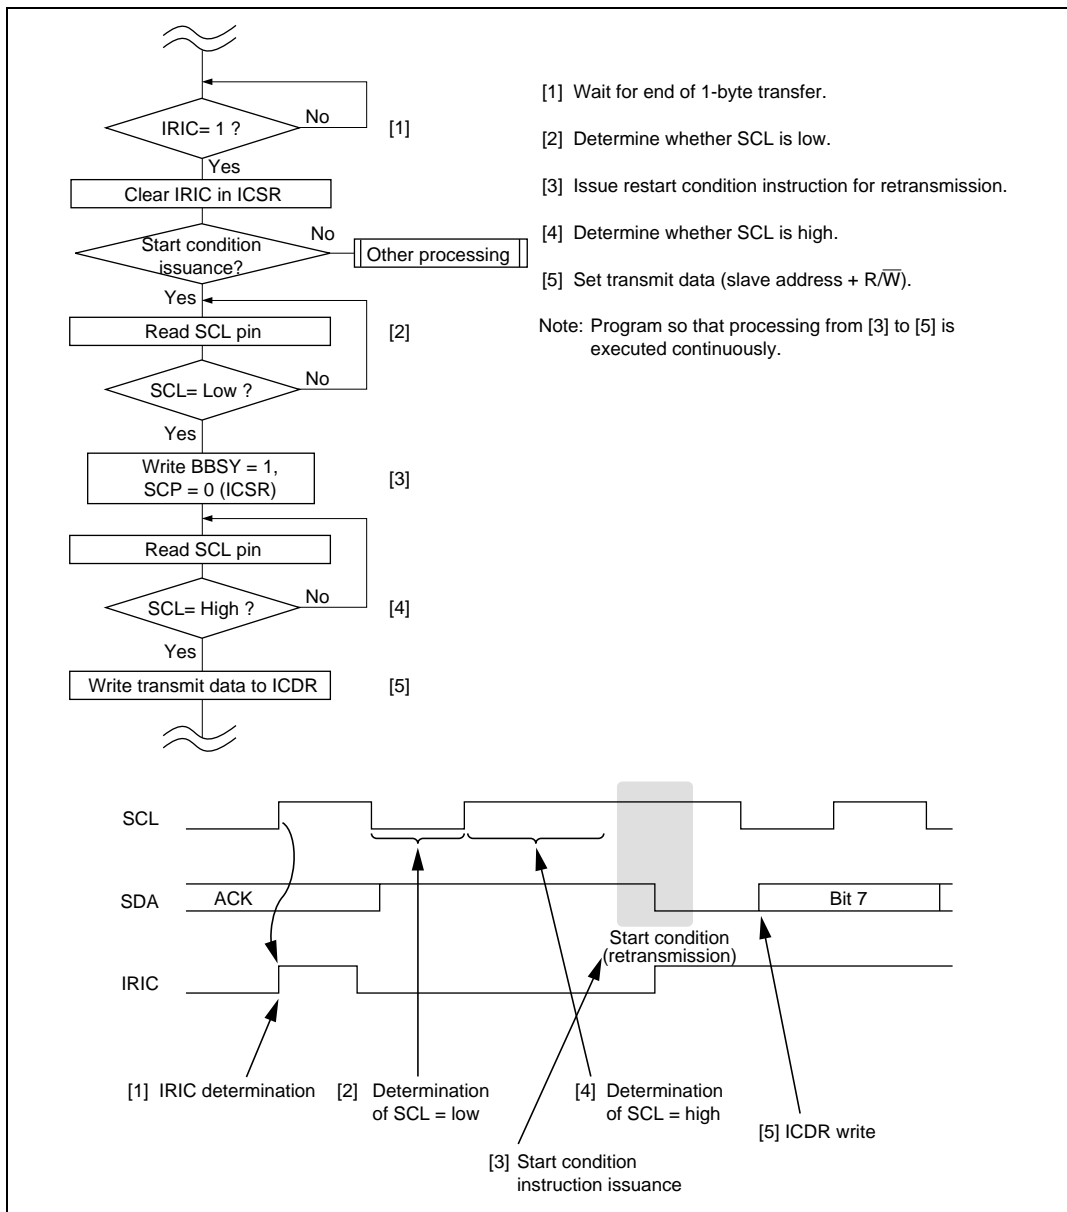 IRIC= 1 ?
No
[1]
Yes
Clear IRIC in ICSR
Start condition
issuance?
No
Other processing
Yes
Read SCL pin
[2]
SCL= Low ?
No
Yes
Write BBSY = 1,
SCP = 0 (ICSR)
[3]
Read SCL pin
SCL= High ?
No
[4]
Yes
Write transmit data to ICDR
[5]
[1] Wait for end of 1-byte transfer.
[2] Determine whether SCL is low.
[3] Issue restart condition instruction for retransmission.
[4] Determine whether SCL is high.
[5] Set transmit data (slave address + R/W̅).
Note: Program so that processing from [3] to [5] is
executed continuously.
SCL
SDA
ACK
Bit 7
Start condition
(retransmission)
IRIC
[1] IRIC determination
[2] Determination
of SCL = low
[4] Determination
of SCL = high
[5] ICDR write
[3] Start condition
instruction issuance